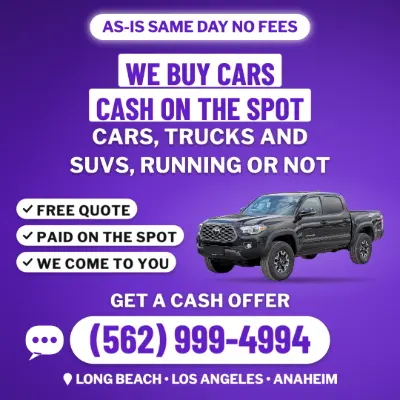 AS-IS SAME DAY NO FEES
WE BUY CARS
CASH ON THE SPOT
CARS, TRUCKS AND
SUVS, RUNNING OR NOT
FREE QUOTE
PAID ON THE SPOT
WE COME TO YOU
GET A CASH OFFER
(562) 999-4994
LONG BEACH • LOS ANGELES • ANAHEIM